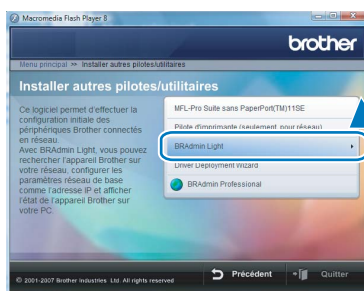 Macromedia Flash Player 8
brother
Menu principal >> Installer autres pilotes/utilitaires
Installer autres pilotes/utilitaires
Ce logiciel permet d'effectuer la
configuration initiale des
périphériques Brother connectés
en réseau.
Avec BRAdmin Light, vous pouvez
rechercher l'appareil Brother sur
votre réseau, configurer les
paramètres réseau de base
comme l'adresse IP et afficher
l'état de l'appareil Brother sur
votre PC.
MFL-Pro Suite sans PaperPort(TM)11SE
Pilote d'imprimante (seulement pour réseau)
BRAdmin Light
Driver Deployment Wizard
BRAdmin Professional
© 2001-2007 Brother Industries Ltd. All rights reserved
Précédent
Quitter